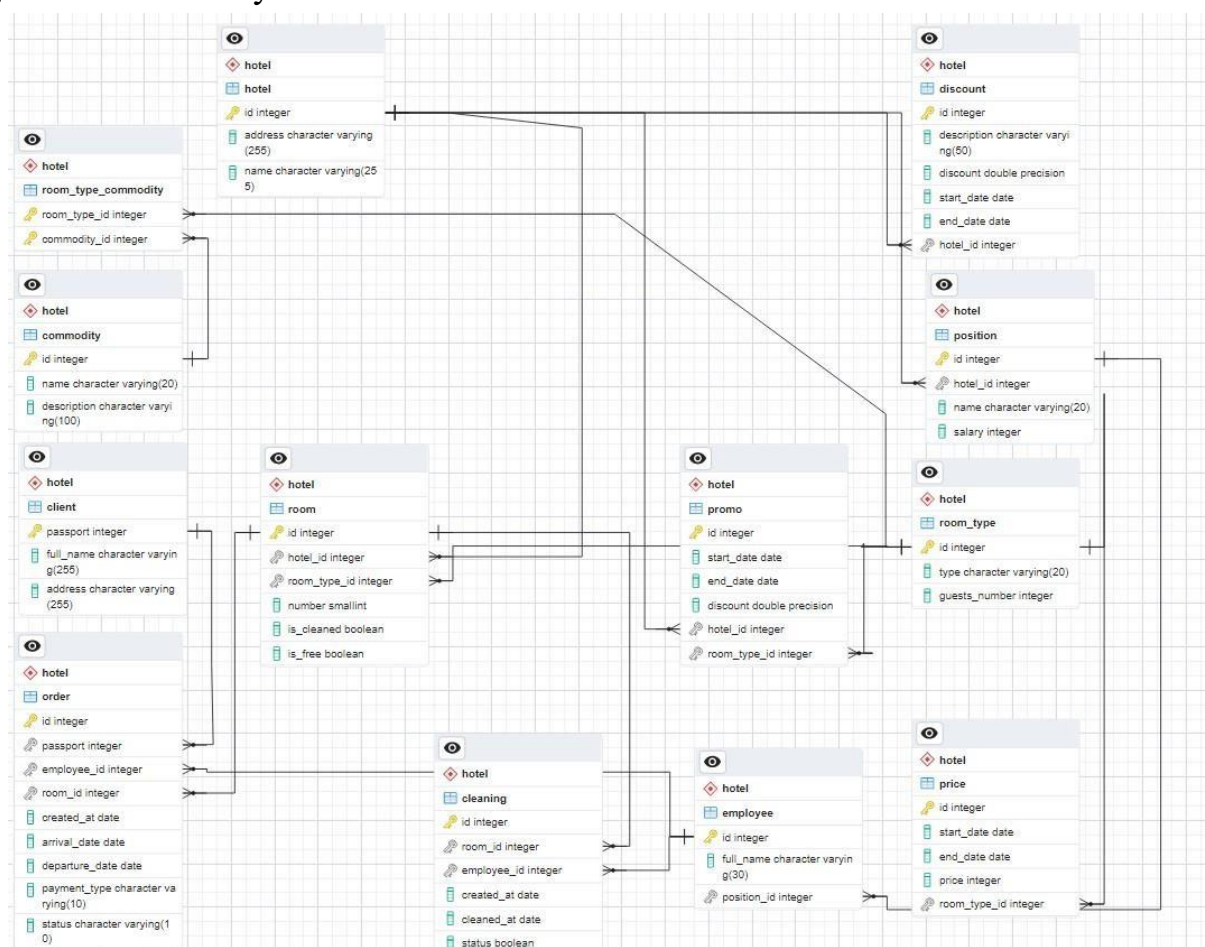 hotel
hotel
id integer
address character varying
(255)
name character varying(25
5)
hotel
discount
id integer
description character varyi
ng(50)
discount double precision
start_date date
end_date date
hotel_id integer
hotel
room_type_commodity
room_type_id integer
commodity_id integer
hotel
commodity
id integer
name character varying(20)
description character varyi
ng(100)
hotel
position
id integer
hotel_id integer
name character varying(20)
salary integer
hotel
client
passport integer
full_name character varyin
g(255)
address character varying
(255)
hotel
room
id integer
hotel_id integer
room_type_id integer
number smallint
is_cleaned boolean
is_free boolean
hotel
promo
id integer
start_date date
end_date date
discount double precision
hotel_id integer
room_type_id integer
hotel
room_type
id integer
type character varying(20)
guests_number integer
hotel
order
id integer
passport integer
employee_id integer
room_id integer
created_at date
arrival_date date
departure_date date
payment_type character va
rying(10)
status character varying(1
0)
hotel
cleaning
id integer
room_id integer
employee_id integer
created_at date
cleaned_at date
status boolean
hotel
employee
id integer
full_name character varyin
g(30)
position_id integer
hotel
price
id integer
start_date date
end_date date
price integer
room_type_id integer